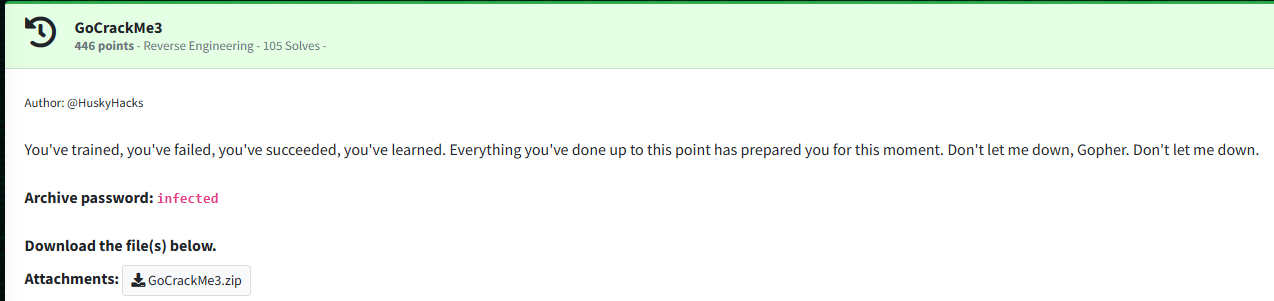 GoCrackMe3
446 points - Reverse Engineering - 105 Solves -
Author: @HuskyHacks
You've trained, you've failed, you've succeeded, you've learned. Everything you've done up to this point has prepared you for this moment. Don't let me down, Gopher. Don't let me down.
Archive password: infected
Download the file(s) below.
Attachments: GoCrackMe3.zip